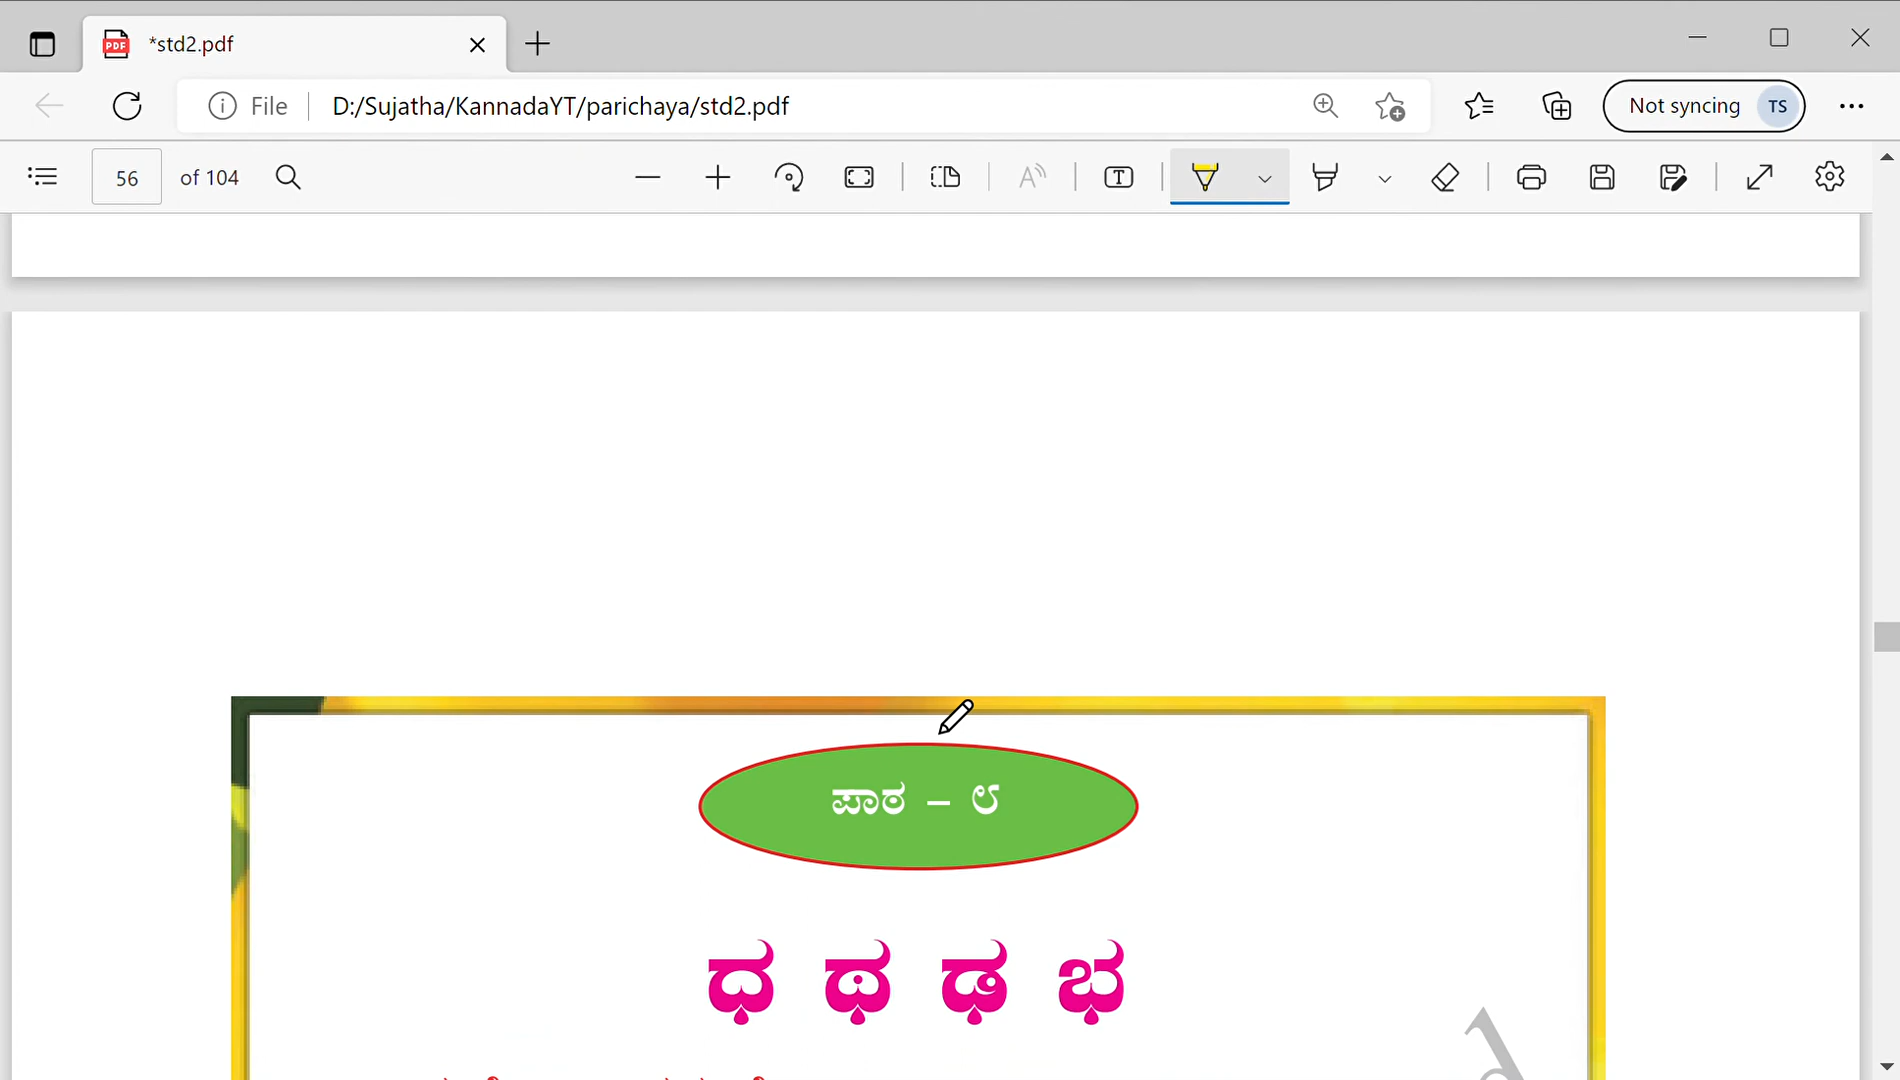 *std2.pdf
File D:/Sujatha/KannadaYT/parichaya/std2.pdf Not syncing TS
56 of 104
ಪಾಠ – ೮
ಧ ಥ ಢ ಭ